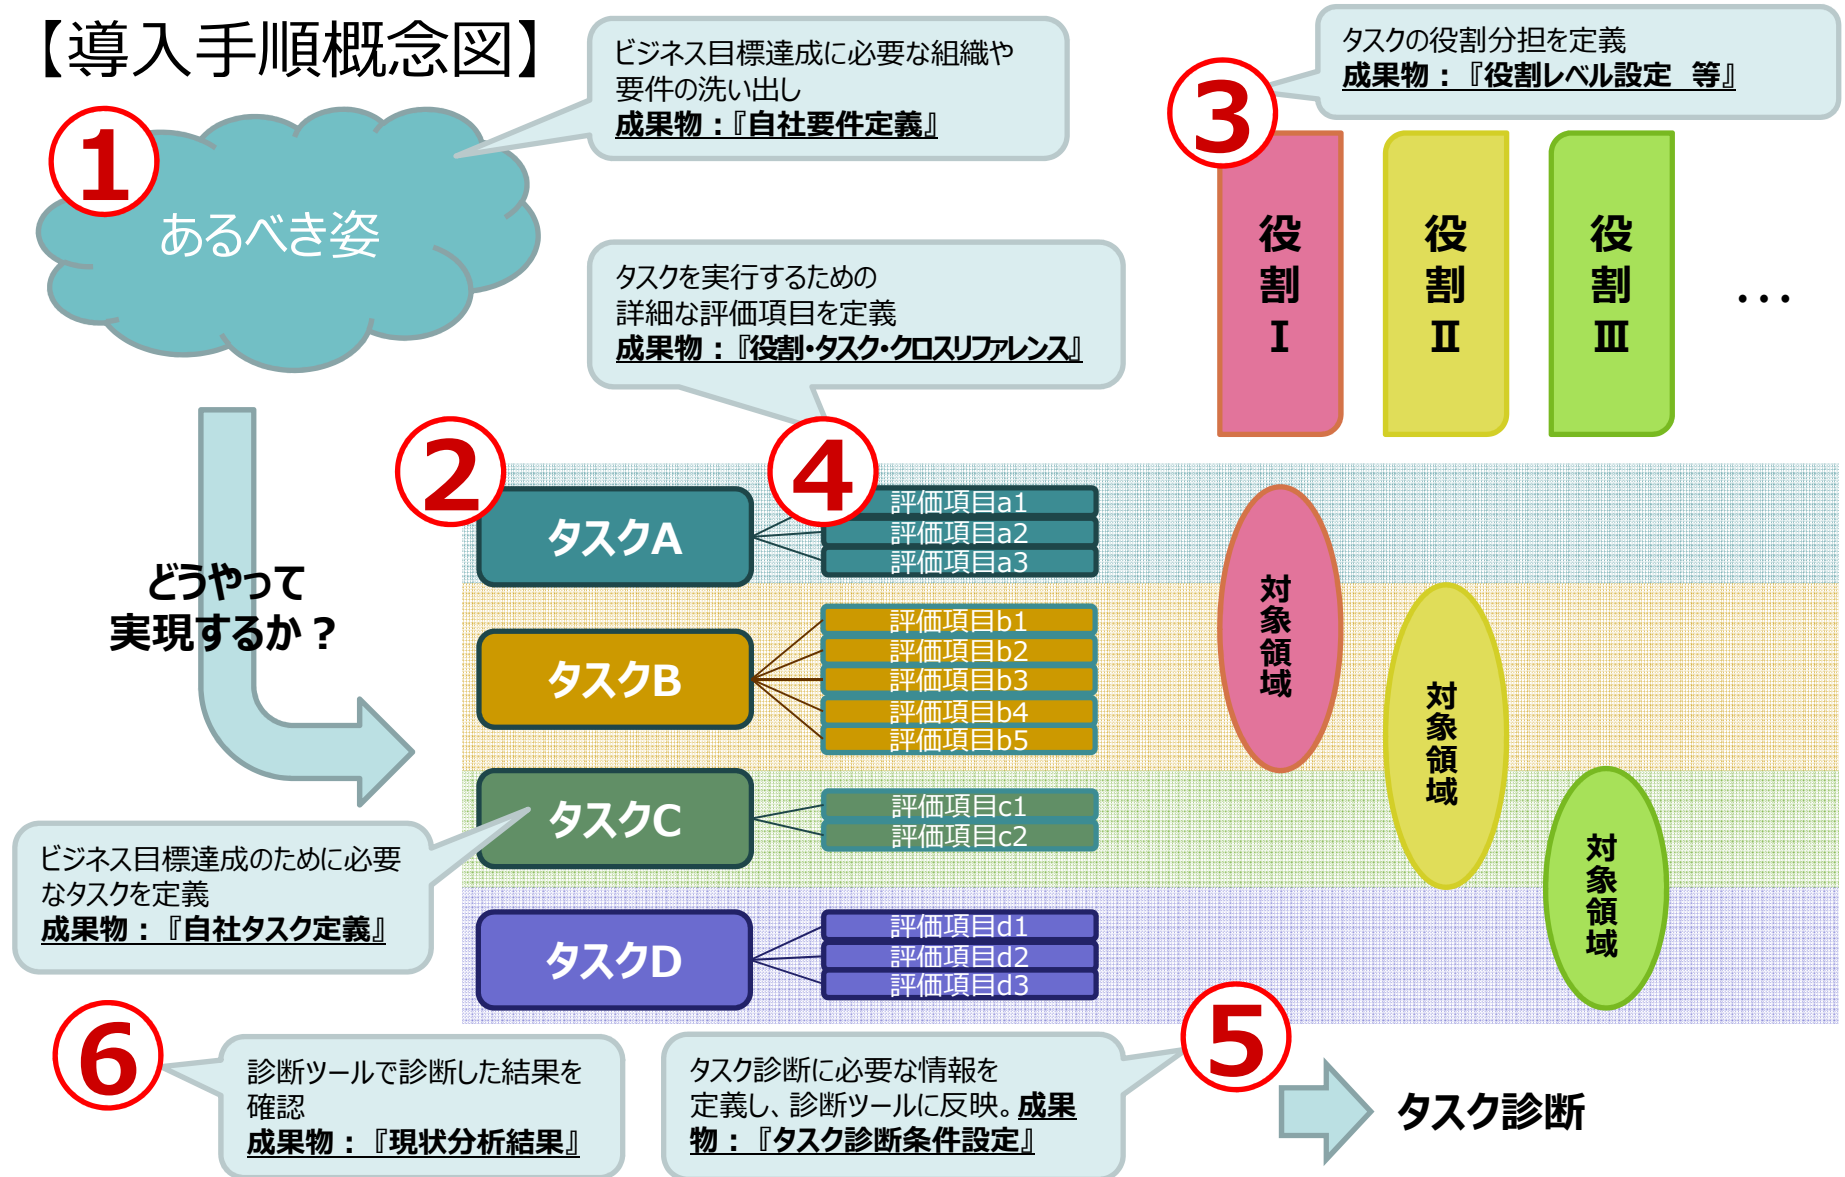 【導入手順概念図】
①
あるべき姿
ビジネス目標達成に必要な組織や
要件の洗い出し
成果物：『自社要件定義』
③
タスクの役割分担を定義
成果物：『役割レベル設定　等』
役割Ⅰ
役割Ⅱ
役割Ⅲ
…
タスクを実行するための
詳細な評価項目を定義
成果物：『役割・タスク・クロスリファレンス』
どうやって
実現するか？
②
④
タスクA
評価項目a1
評価項目a2
評価項目a3
タスクB
評価項目b1
評価項目b2
評価項目b3
評価項目b4
評価項目b5
タスクC
評価項目c1
評価項目c2
タスクD
評価項目d1
評価項目d2
評価項目d3
対象領域
対象領域
対象領域
ビジネス目標達成のために必要
なタスクを定義
成果物：『自社タスク定義』
⑥
診断ツールで診断した結果を
確認
成果物：『現状分析結果』
⑤
タスク診断に必要な情報を
定義し、診断ツールに反映。成果
物：『タスク診断条件設定』
タスク診断